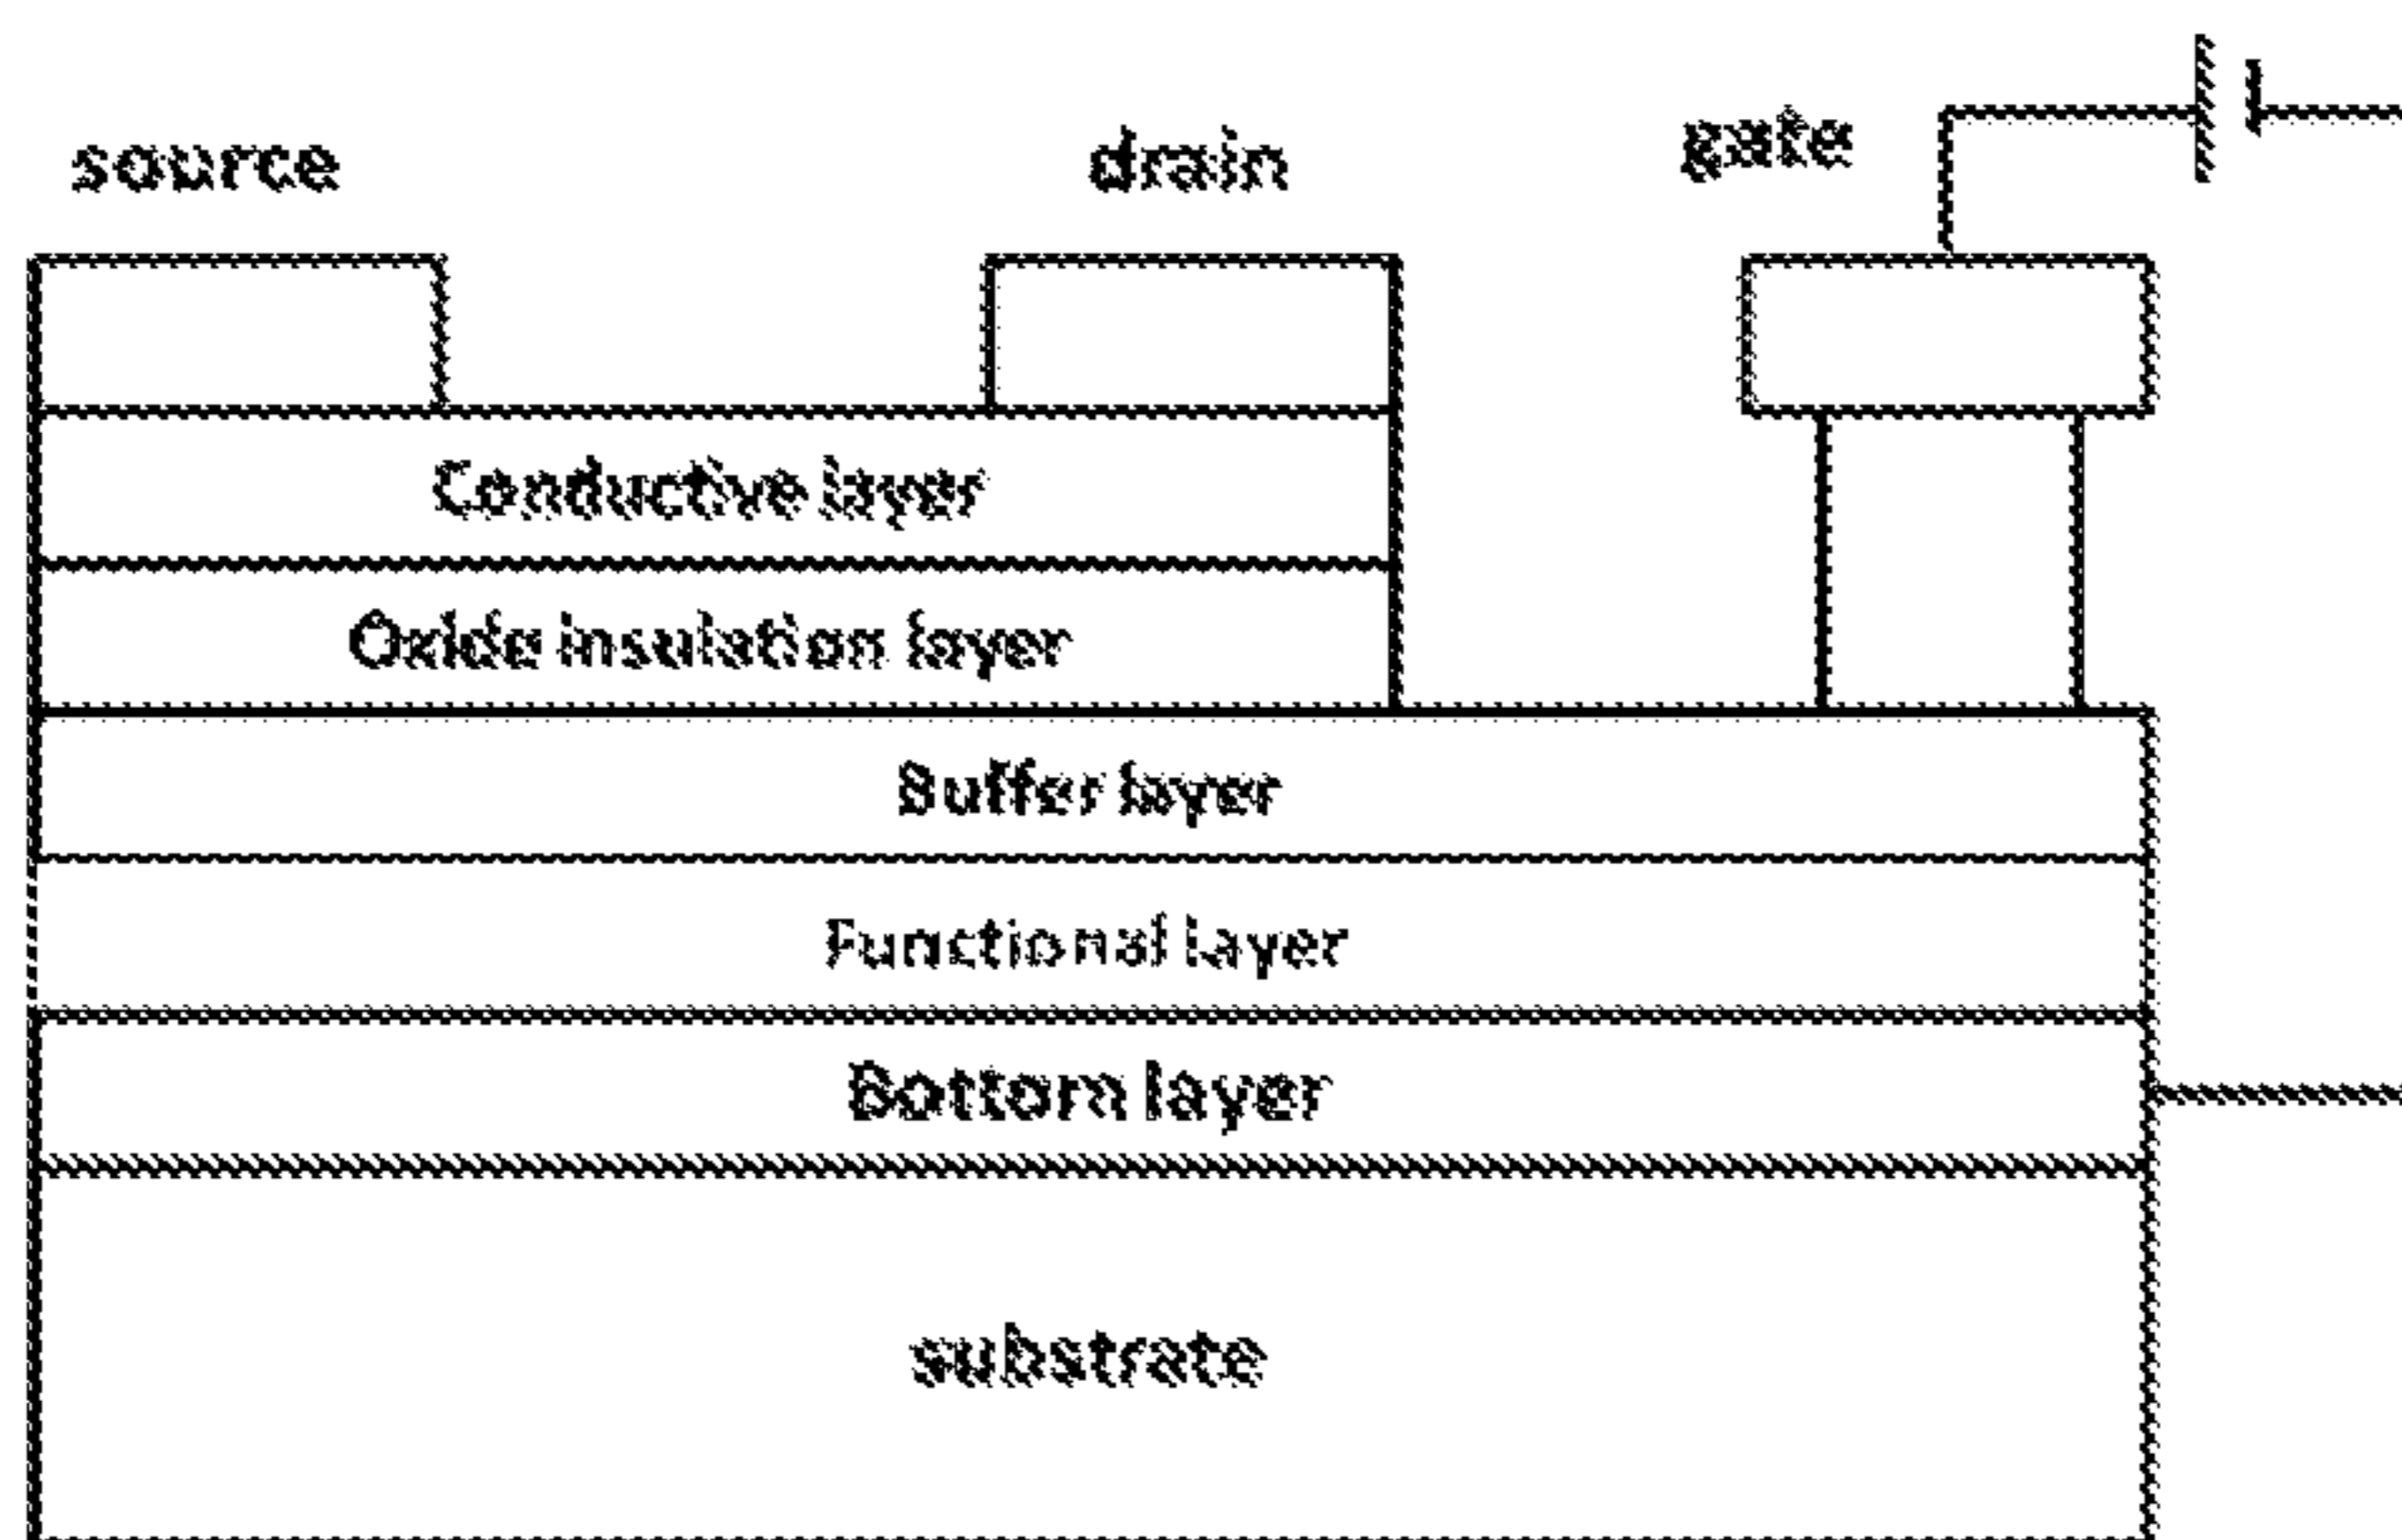 source
drain
gate
Conductive layer
Oxide insulation layer
Buffer layer
Functional layer
Bottom layer
substrate